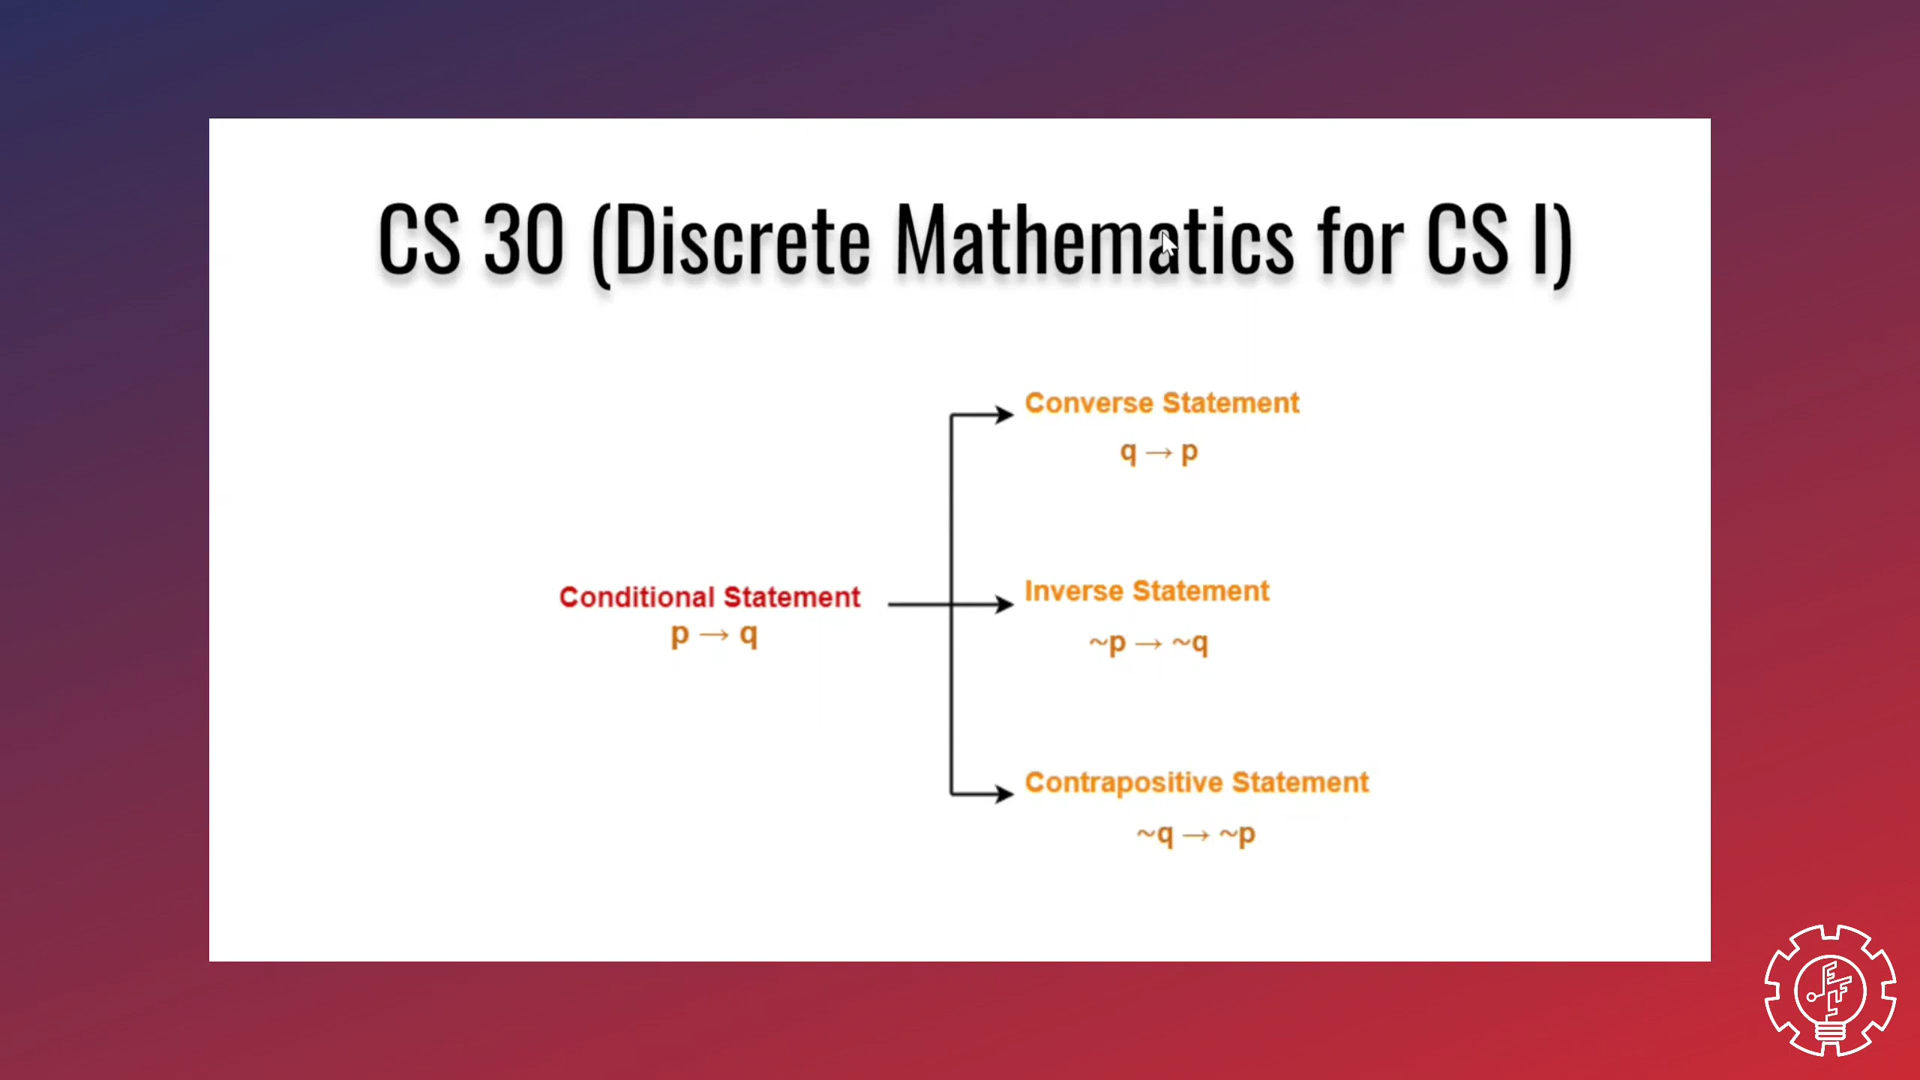 CS 30 (Discrete Mathematics for CS I)
Converse Statement
q → p
Conditional Statement
p → q
Inverse Statement
~p → ~q
Contrapositive Statement
~q → ~p